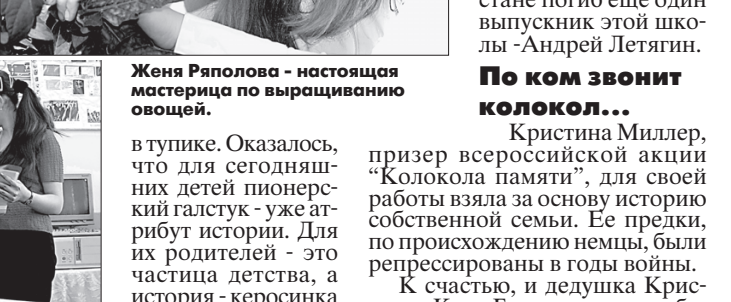 Женя Ряполова - настоящая
мастерица по выращиванию
овощей.
в тупике. Оказалось,
что для сегодняш-
них детей пионерс-
кий галстук - уже ат-
рибут истории. Для
их родителей - это
частица детства, а
история - керосинка
стане погиб еще один
выпускник этой шко-
лы -Андрей Летягин.
По ком звонит
колокол...
Кристина Миллер,
призер всероссийской акции
“Колокола памяти”, для своей
работы взяла за основу историю
собственной семьи. Ее предки,
по происхождению немцы, были
репрессированы в годы войны.
К счастью, и дедушка Крис-